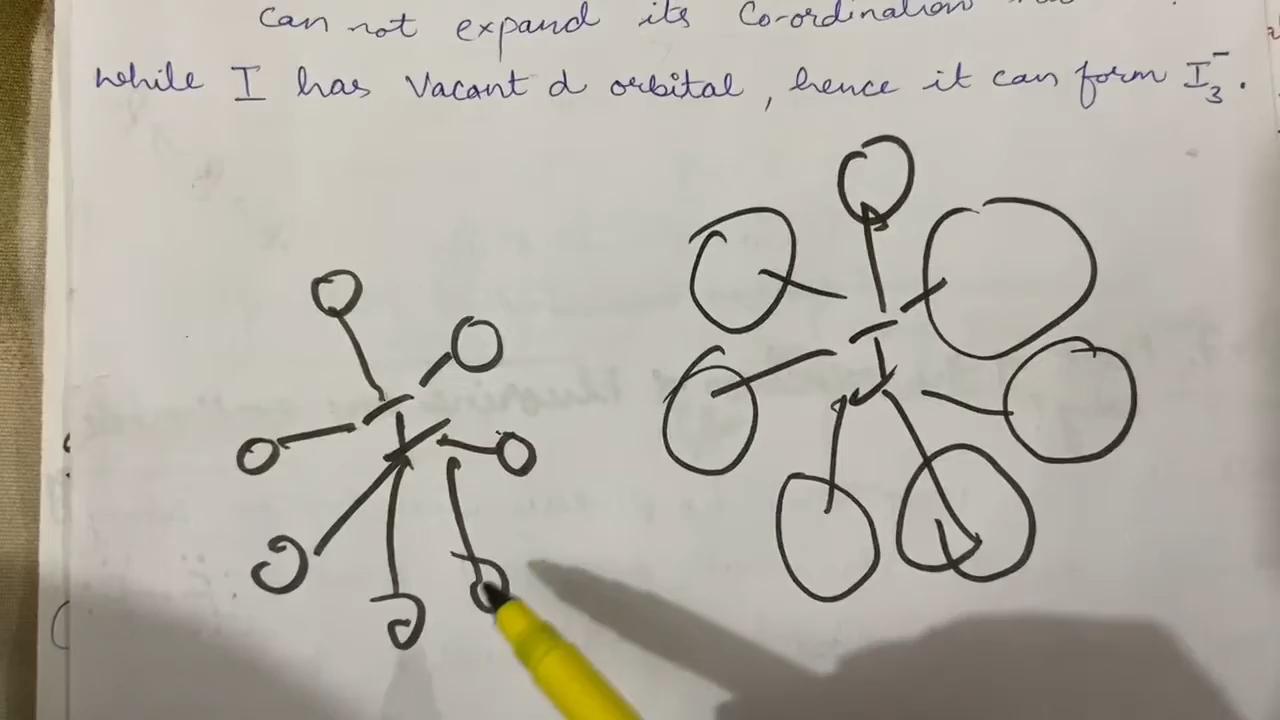 can not expand its Co-ordination
while I has Vacant d orbital, hence it can form I₃⁻.
I
I